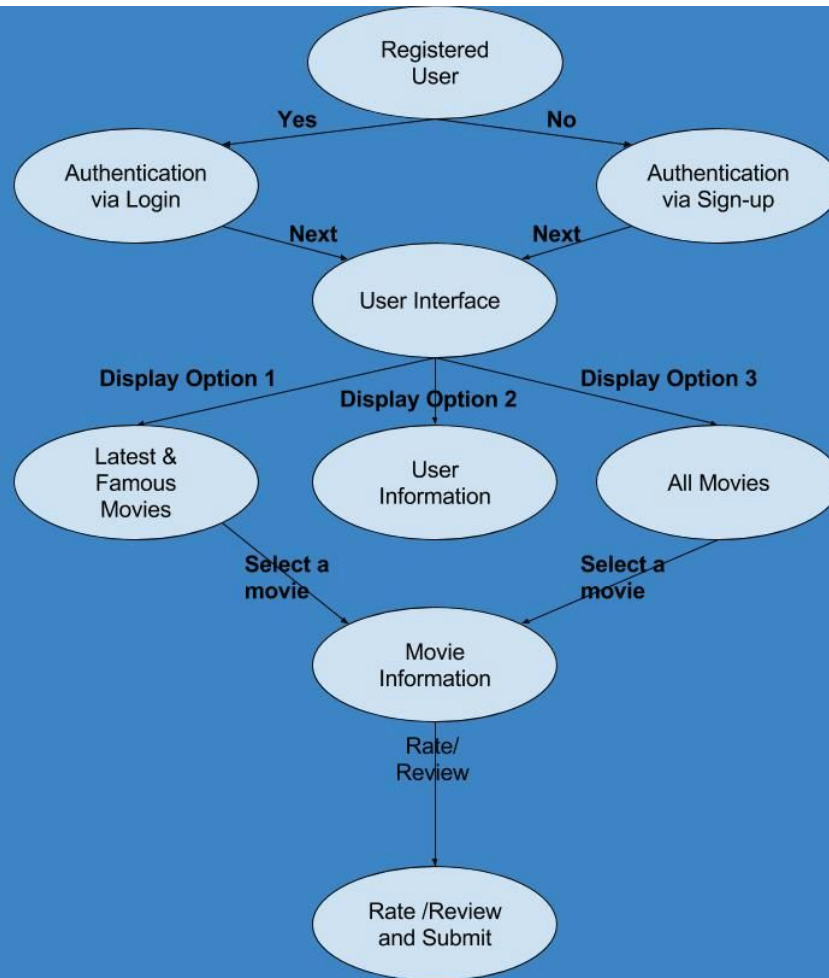 Registered
User
Yes
No
Authentication
via Login
Authentication
via Sign-up
Next
Next
User Interface
Display Option 1
Display Option 2
Display Option 3
Latest &
Famous
Movies
User
Information
All Movies
Select a
movie
Select a
movie
Movie
Information
Rate/
Review
Rate /Review
and Submit